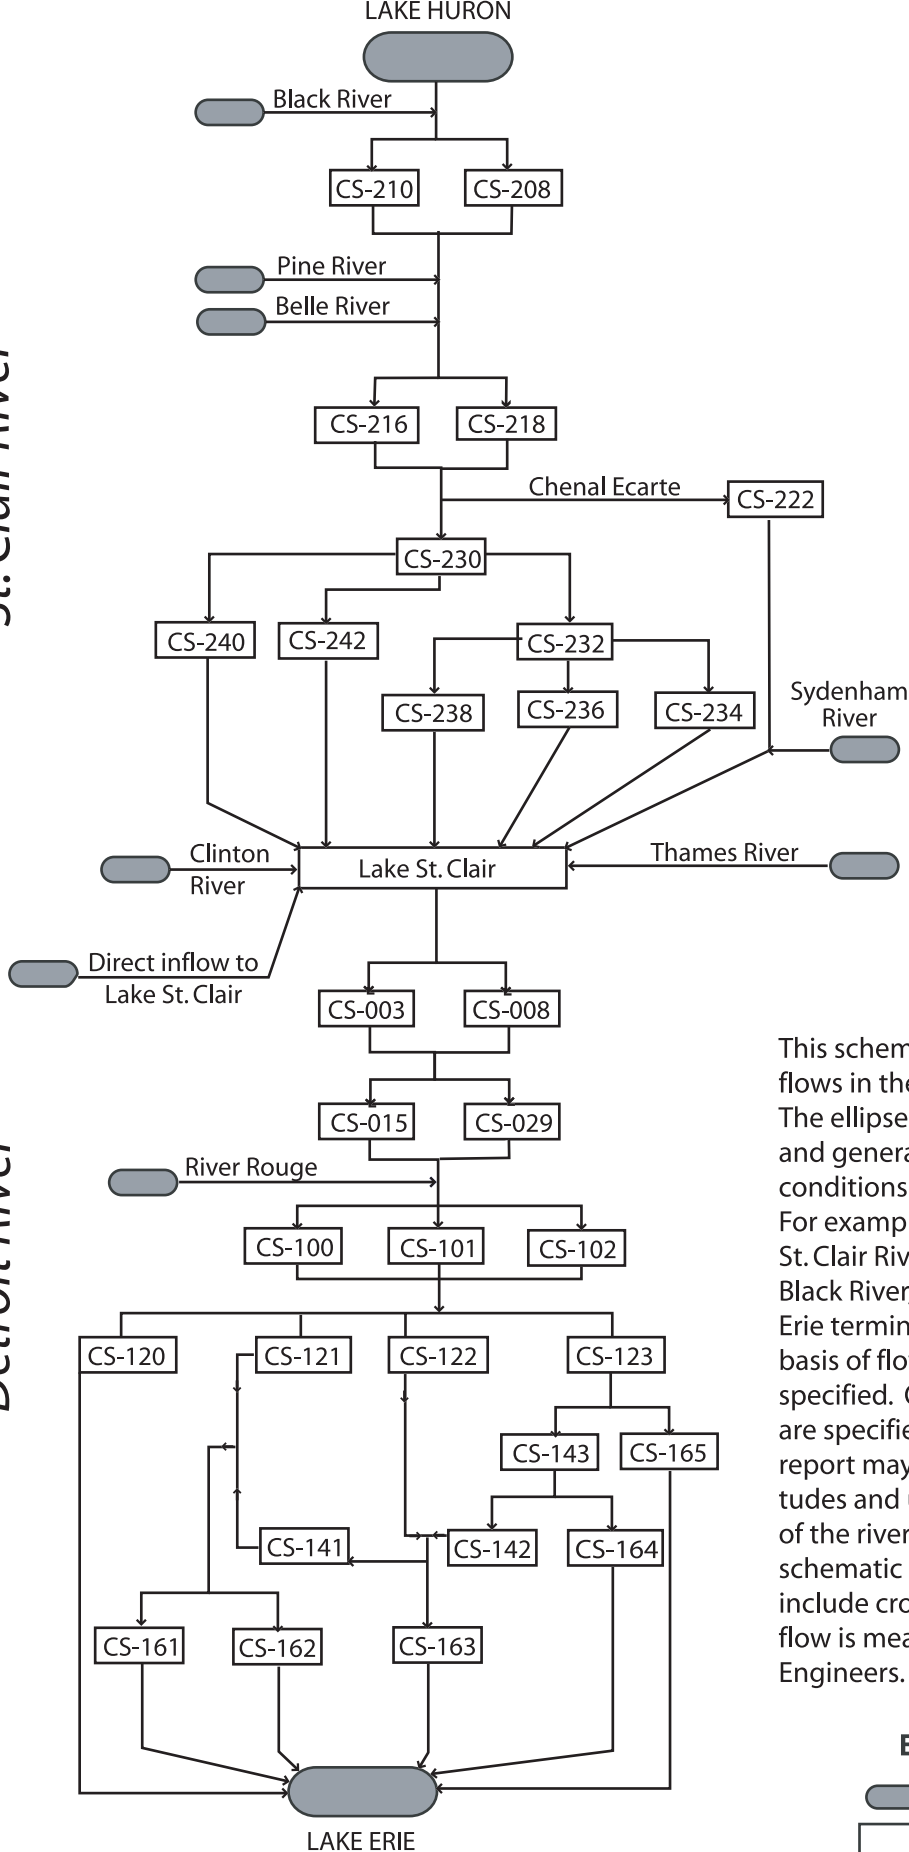 LAKE HURON
Black River
CS-210
CS-208
Pine River
Belle River
St. Clair River
CS-216
CS-218
Chenal Ecarte
CS-222
CS-230
CS-240
CS-242
CS-232
CS-238
CS-236
CS-234
Sydenham
River
Clinton
River
Lake St. Clair
Thames River
Direct inflow to
Lake St. Clair
CS-003
CS-008
CS-015
CS-029
River Rouge
Detroit River
CS-100
CS-101
CS-102
CS-120
CS-121
CS-122
CS-123
CS-143
CS-165
CS-141
CS-142
CS-164
CS-161
CS-162
CS-163
LAKE ERIE
This schem
flows in the
The ellipse
and genera
conditions
For examp
St. Clair Riv
Black River,
Erie termin
basis of flo
specified.
are specifie
report may
tudes and
of the river
schematic
include cro
flow is mea
Engineers.